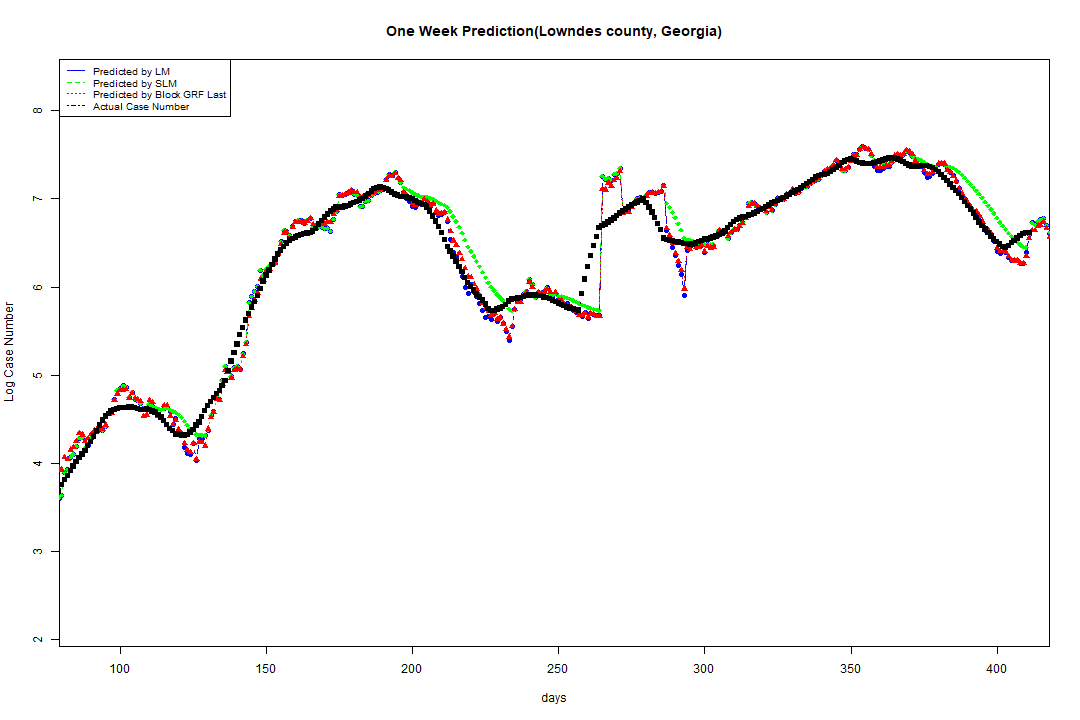 One Week Prediction(Lowndes county, Georgia)
Predicted by LM
Predicted by SLM
Predicted by Block GRF Last
Actual Case Number
8
7
6
5
4
3
2
Log Case Number
100 150 200 250 300 350 400
days